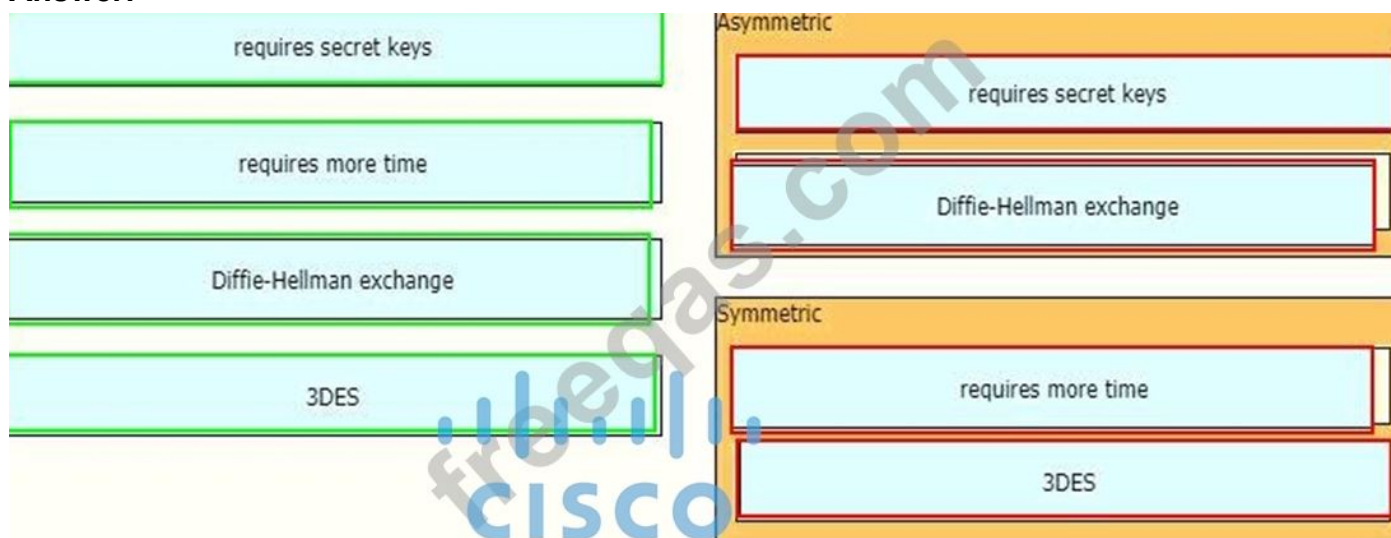 requires secret keys
requires more time
Diffie-Hellman exchange
3DES
Asymmetric
requires secret keys
Diffie-Hellman exchange
Symmetric
requires more time
3DES
freeqas.com
CISCO